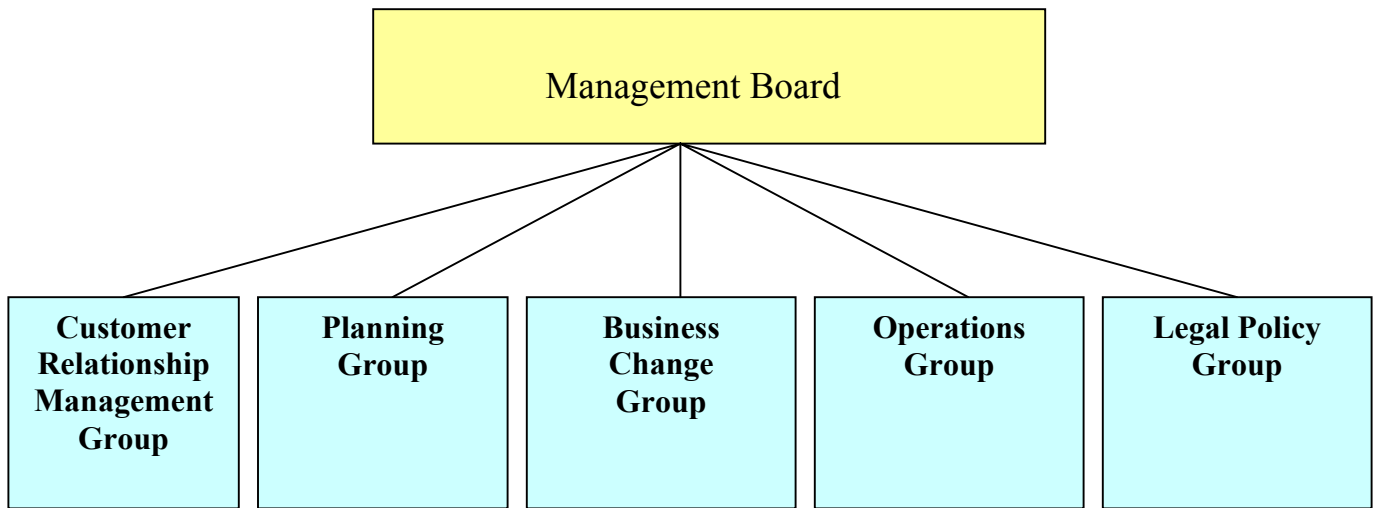 Management Board
Customer
Relationship
Management
Group
Planning
Group
Business
Change
Group
Operations
Group
Legal Policy
Group